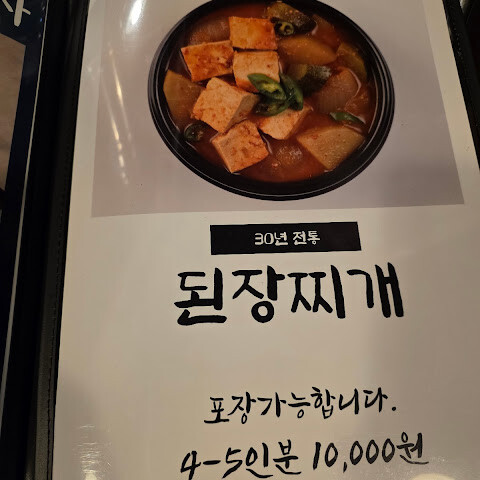 30년 전통
된장찌개
포장가능합니다.
4-5인분 10,000원